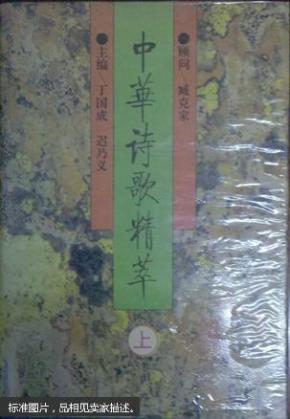 ●顾问 臧克家
中華诗歌精萃
上
●主编 丁国成 迟乃义
标准图片，品相见卖家描述。